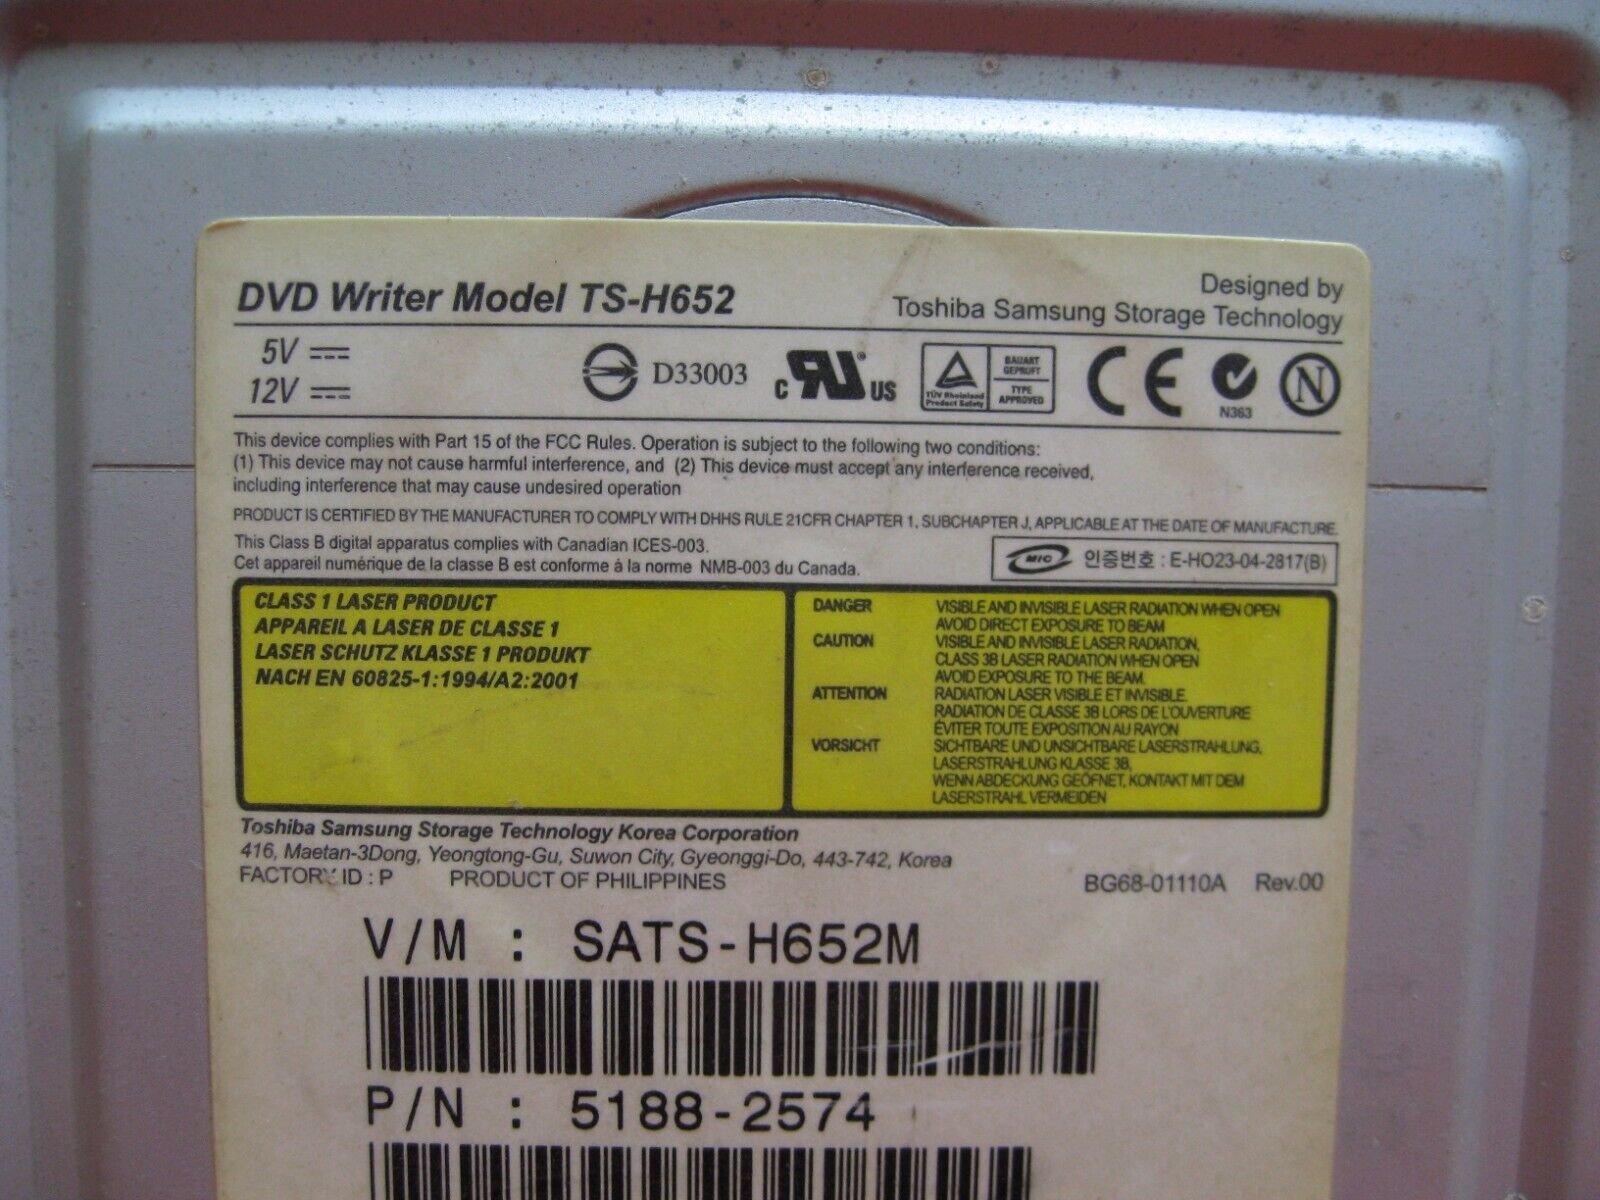 DVD Writer Model TS-H652
Designed by
Toshiba Samsung Storage Technology
5V
12V
D33003
c RU ® US
TÜV Rheinland
Product Safety
BAUART
GEPRÜFT
TYPE
APPROVED
CE
N363
N
This device complies with Part 15 of the FCC Rules. Operation is subject to the following two conditions:
(1) This device may not cause harmful interference, and (2) This device must accept any interference received,
including interference that may cause undesired operation
PRODUCT IS CERTIFIED BY THE MANUFACTURER TO COMPLY WITH DHHS RULE 21CFR CHAPTER 1, SUBCHAPTER J, APPLICABLE AT THE DATE OF MANUFACTURE.
This Class B digital apparatus complies with Canadian ICES-003.
Cet appareil numérique de la classe B est conforme à la norme NMB-003 du Canada.
MIC 인증번호 : E-HO23-04-2817(B)
CLASS 1 LASER PRODUCT
APPAREIL A LASER DE CLASSE 1
LASER SCHUTZ KLASSE 1 PRODUKT
NACH EN 60825-1:1994/A2:2001
DANGER VISIBLE AND INVISIBLE LASER RADIATION WHEN OPEN
AVOID DIRECT EXPOSURE TO BEAM
CAUTION VISIBLE AND INVISIBLE LASER RADIATION,
CLASS 3B LASER RADIATION WHEN OPEN
AVOID EXPOSURE TO THE BEAM.
ATTENTION RADIATION LASER VISIBLE ET INVISIBLE.
RADIATION DE CLASSE 3B LORS DE L'OUVERTURE
ÉVITER TOUTE EXPOSITION AU RAYON
VORSICHT SICHTBARE UND UNSICHTBARE LASERSTRAHLUNG,
LASERSTRAHLUNG KLASSE 3B,
WENN ABDECKUNG GEÖFNET, KONTAKT MIT DEM
LASERSTRAHL VERMEIDEN
Toshiba Samsung Storage Technology Korea Corporation
416, Maetan-3Dong, Yeongtong-Gu, Suwon City, Gyeonggi-Do, 443-742, Korea
FACTORY ID : P PRODUCT OF PHILIPPINES
BG68-01110A Rev.00
V/M : SATS-H652M
P/N : 5188-2574